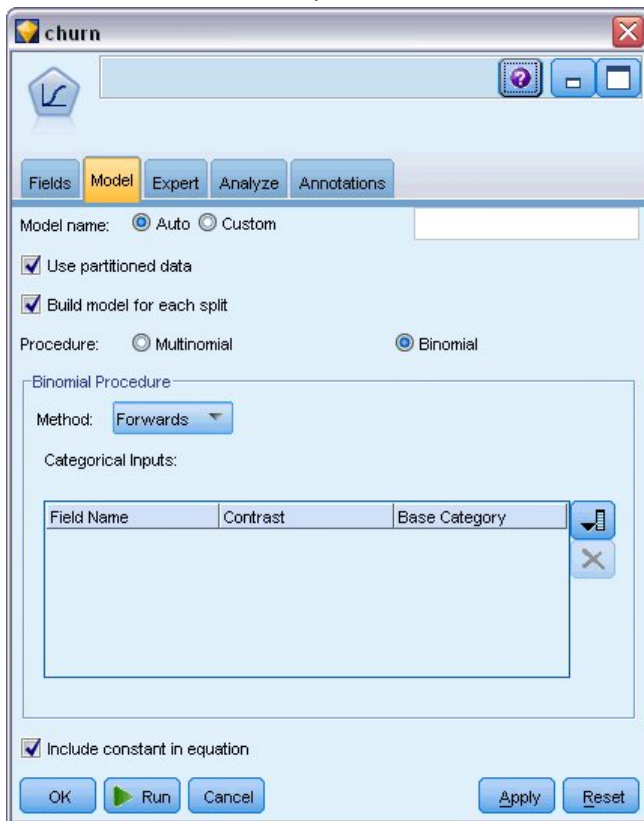 churn
?
Fields Model Expert Analyze Annotations
Model name: Auto Custom
Use partitioned data
Build model for each split
Procedure: Multinomial Binomial
Binomial Procedure
Method: Forwards
Categorical Inputs:
Field Name Contrast Base Category
Include constant in equation
OK Run Cancel Apply Reset